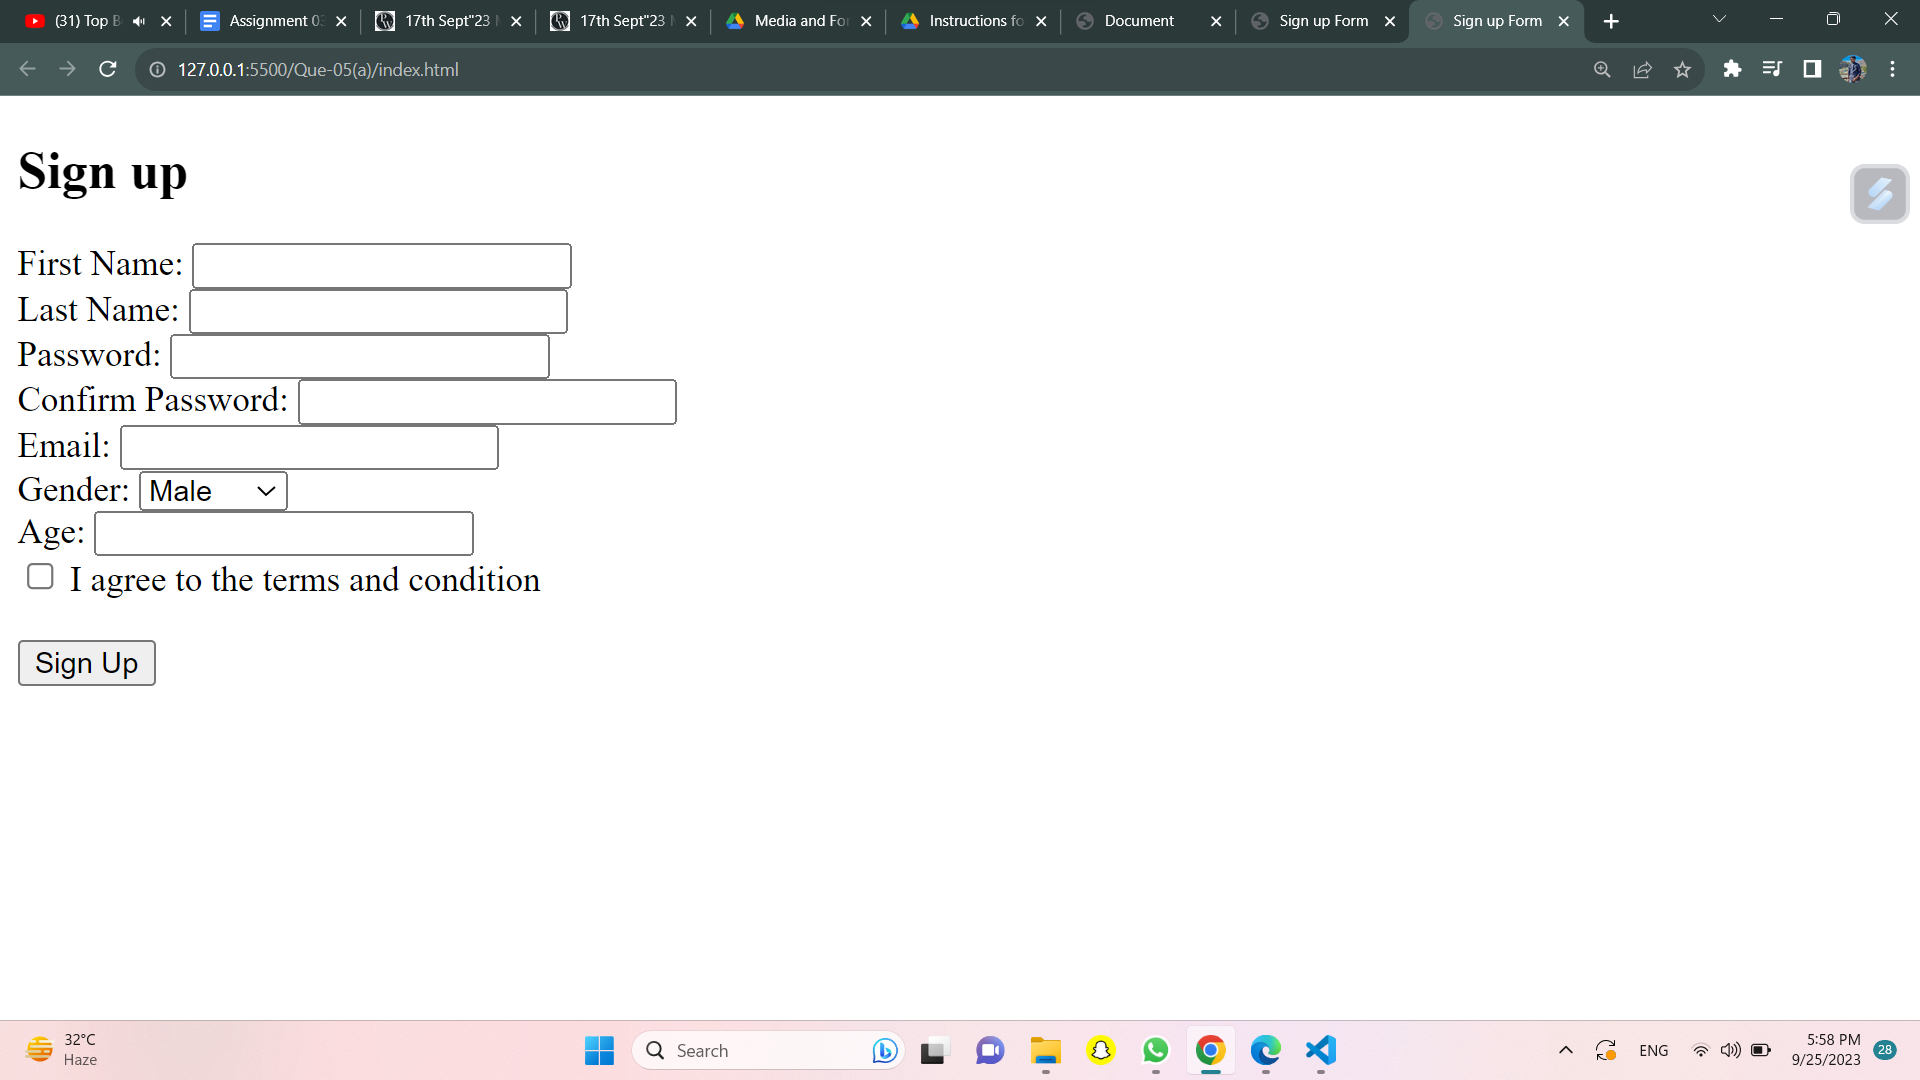 (31) Top B
Assignment 03
17th Sept"23
17th Sept"23
Media and For
Instructions fo
Document
Sign up Form
Sign up Form
127.0.0.1:5500/Que-05(a)/index.html
Sign up
First Name:
Last Name:
Password:
Confirm Password:
Email:
Gender: Male
Age:
I agree to the terms and condition
Sign Up
32°C
Haze
Search
ENG
5:58 PM
9/25/2023
28